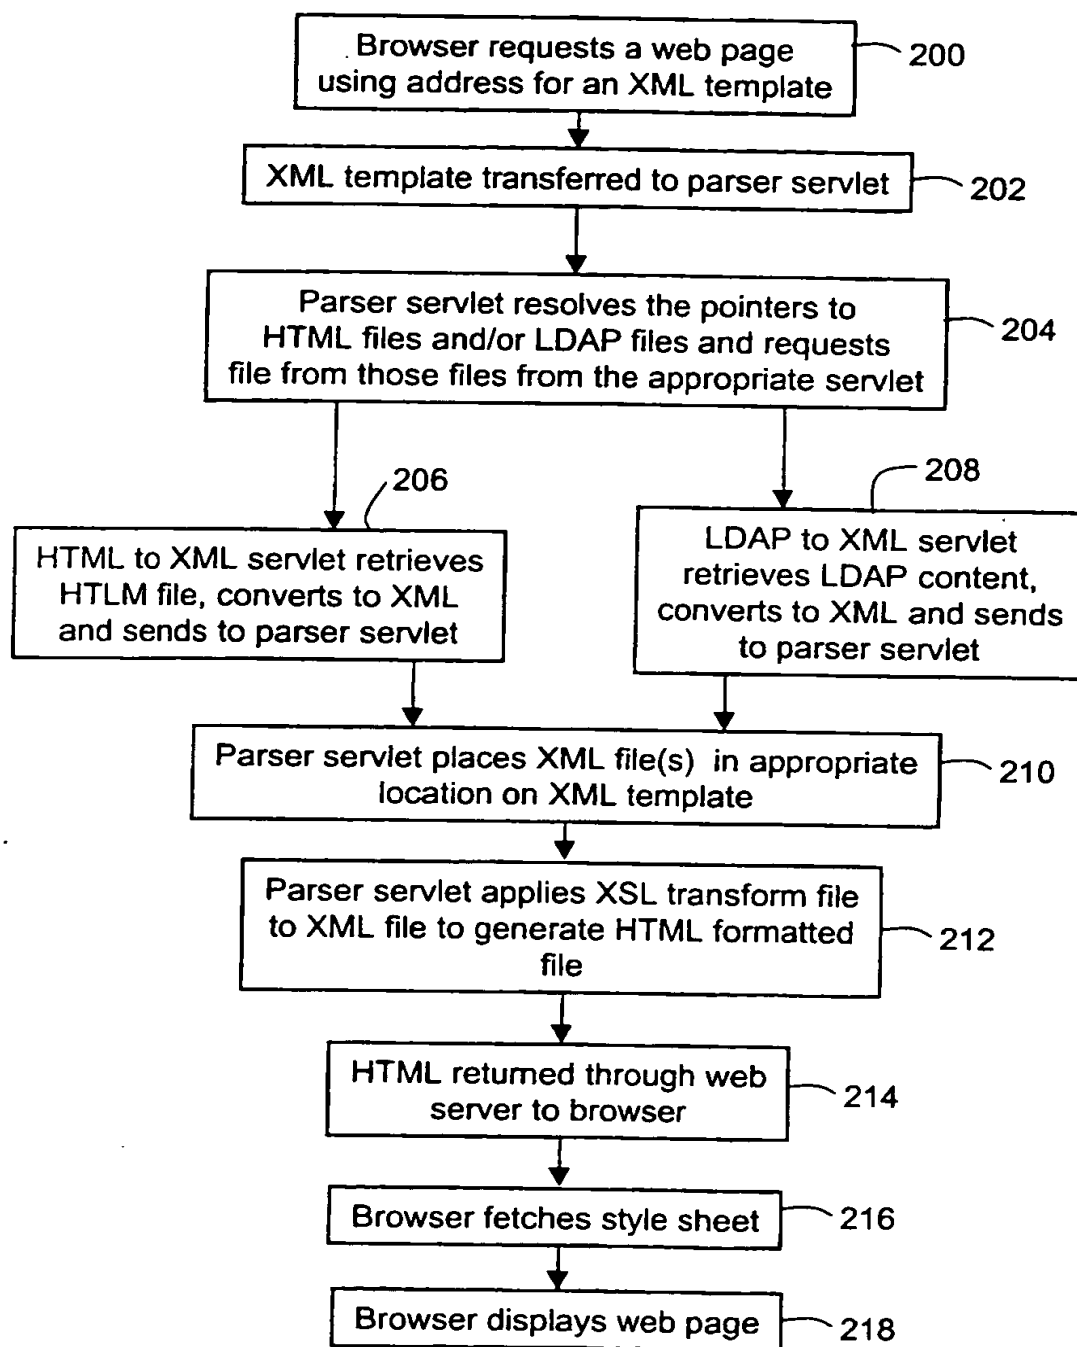 Browser requests a web page
using address for an XML template
200
XML template transferred to parser servlet
202
Parser servlet resolves the pointers to
HTML files and/or LDAP files and requests
file from those files from the appropriate servlet
204
206
HTML to XML servlet retrieves
HTLM file, converts to XML
and sends to parser servlet
208
LDAP to XML servlet
retrieves LDAP content,
converts to XML and sends
to parser servlet
Parser servlet places XML file(s) in appropriate
location on XML template
210
Parser servlet applies XSL transform file
to XML file to generate HTML formatted
file
212
HTML returned through web
server to browser
214
Browser fetches style sheet
216
Browser displays web page
218